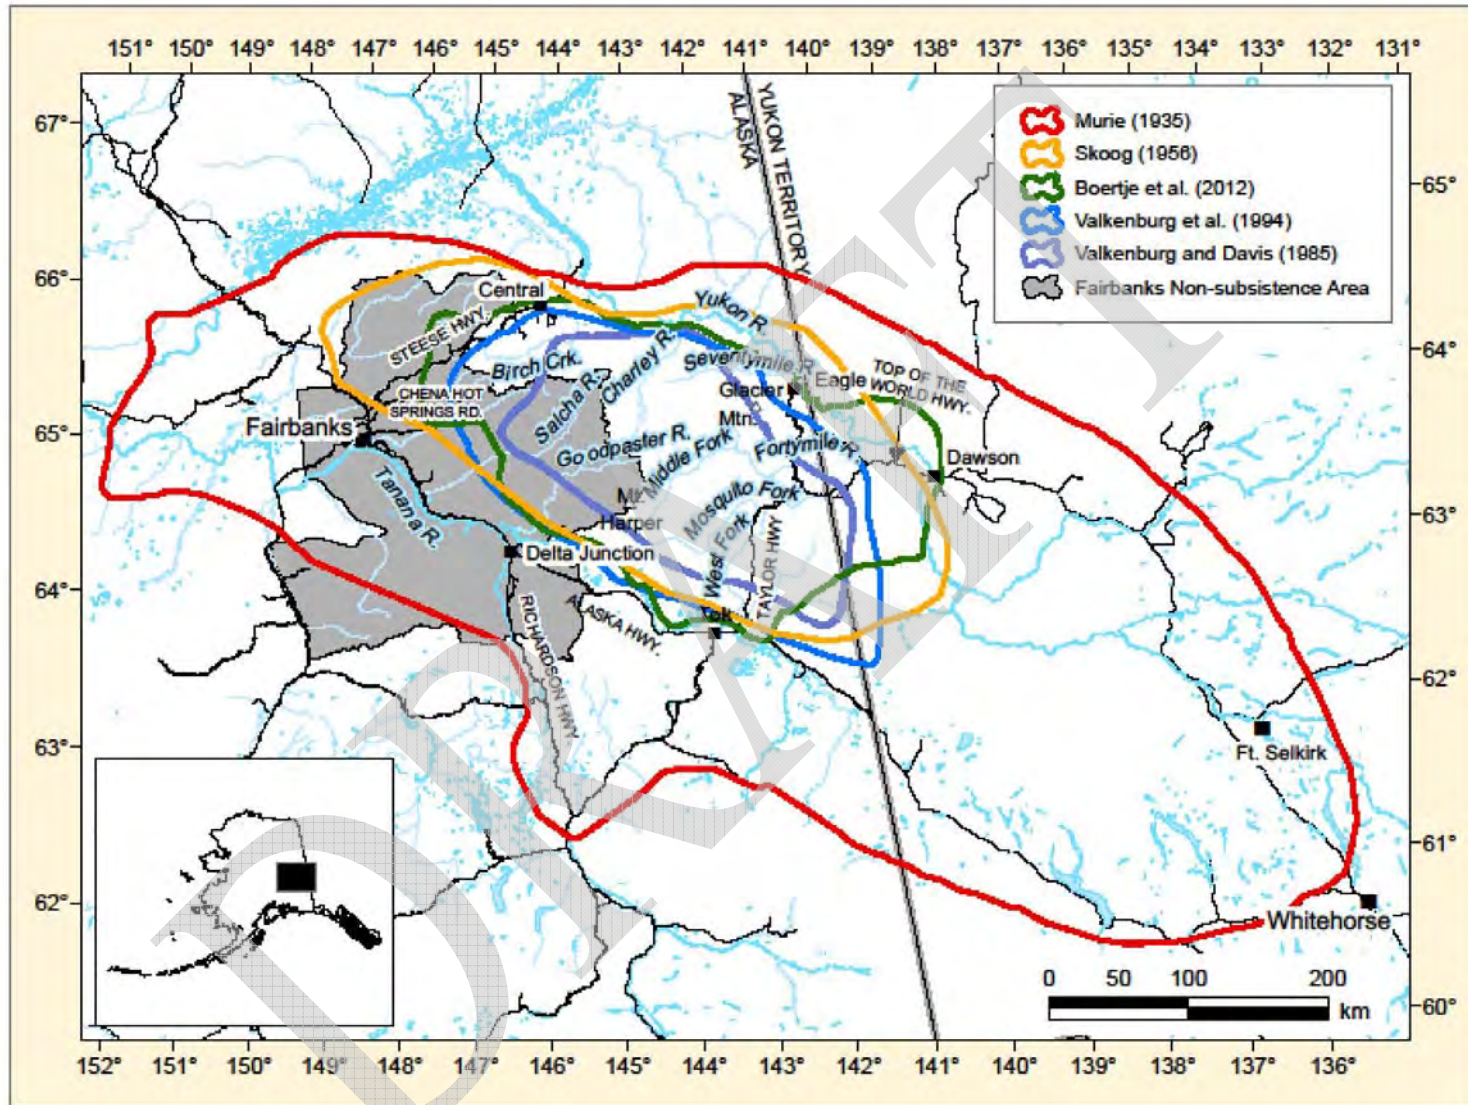 151° 150° 149° 148° 147° 146° 145° 144° 143° 142° 141° 140° 139° 138° 137° 136° 135° 134° 133° 132° 131°
67°
66°
65°
64°
63°
62°
65°
64°
63°
62°
61°
60°
YUKON TERRITORY
ALASKA
Murie (1935)
Skoog (1956)
Boertje et al. (2012)
Valkenburg et al. (1994)
Valkenburg and Davis (1985)
Fairbanks Non-subsistence Area
Central
STEESE HWY.
Yukon R.
Birch Crk.
Charley R.
Seventymile R.
CHENA HOT
SPRINGS RD.
Salcha R.
Glacier
Mtn.
Eagle
TOP OF THE
WORLD HWY.
Fairbanks
Goodpaster R.
Middle Fork
Fortymile R.
Dawson
Tanana R.
Mt.
Harper
Mosquito Fork
West Fork
TAYLOR HWY
Delta Junction
RICHARDSON HWY.
ALASKA HWY.
Tok
Ft. Selkirk
Whitehorse
0 50 100 200
km
152° 151° 150° 149° 148° 147° 146° 145° 144° 143° 142° 141° 140° 139° 138° 137° 136°
DRAFT